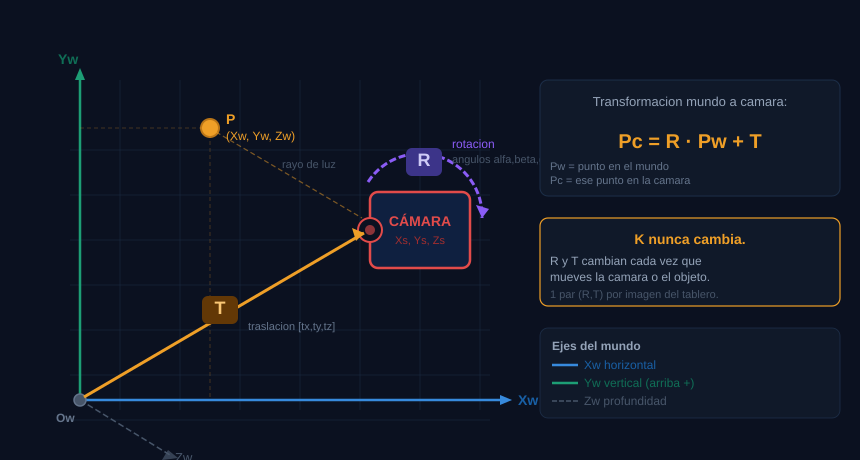 Yw
P
(Xw, Yw, Zw)
rayo de luz
R
rotacion
angulos alfa,beta,
CÁMARA
Xs, Ys, Zs
T
traslacion [tx,ty,tz]
Ow
Xw
Zw
Transformacion mundo a camara:
Pc = R · Pw + T
Pw = punto en el mundo
Pc = ese punto en la camara
K nunca cambia.
R y T cambian cada vez que
mueves la camara o el objeto.
1 par (R,T) por imagen del tablero.
Ejes del mundo
Xw horizontal
Yw vertical (arriba +)
Zw profundidad